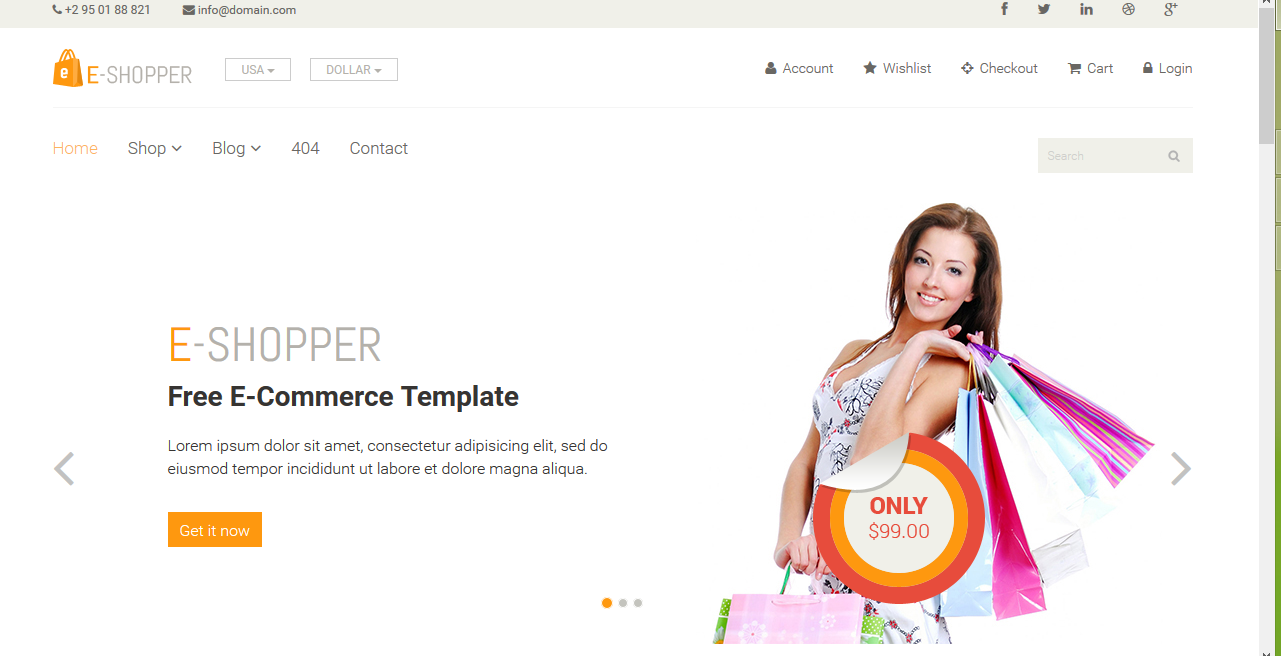 +2 95 01 88 821 info@domain.com
e E-SHOPPER USA DOLLAR Account Wishlist Checkout Cart Login
Home Shop Blog 404 Contact
Search
E-SHOPPER
Free E-Commerce Template
Lorem ipsum dolor sit amet, consectetur adipisicing elit, sed do
eiusmod tempor incididunt ut labore et dolore magna aliqua.
Get it now
ONLY
$99.00